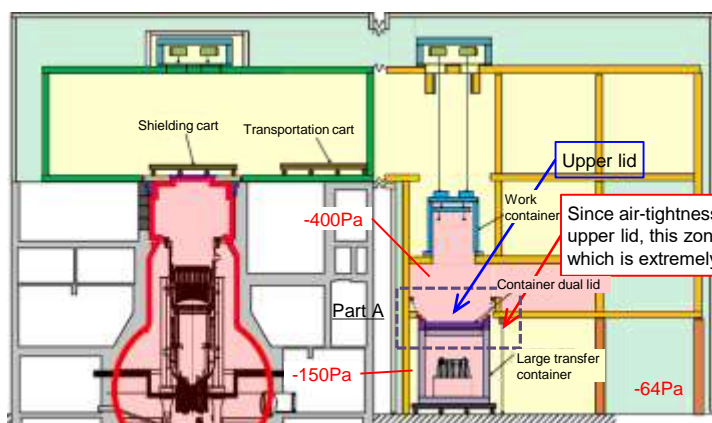 Shielding cart
Transportation cart
Upper lid
Work
container
-400Pa
Since air-tightness
upper lid, this zon
which is extremely
Container dual lid
Part A
Large transfer
container
-150Pa
-64Pa